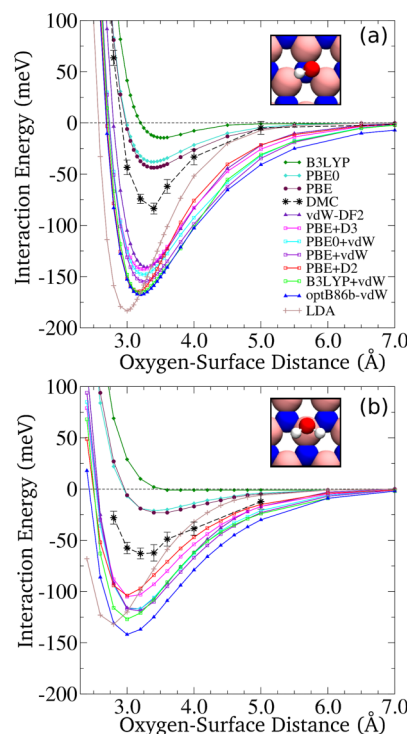 (a)
100
50
0
-50
-100
-150
-200
Interaction Energy (meV)
B3LYP
PBE0
PBE
DMC
vdW-DF2
PBE+D3
PBE0+vdW
PBE+vdW
PBE+D2
B3LYP+vdW
optB86b-vdW
LDA
3.0 4.0 5.0 6.0 7.0
Oxygen-Surface Distance (Å)
(b)
100
50
0
-50
-100
-150
-200
Interaction Energy (meV)
3.0 4.0 5.0 6.0 7.0
Oxygen-Surface Distance (Å)